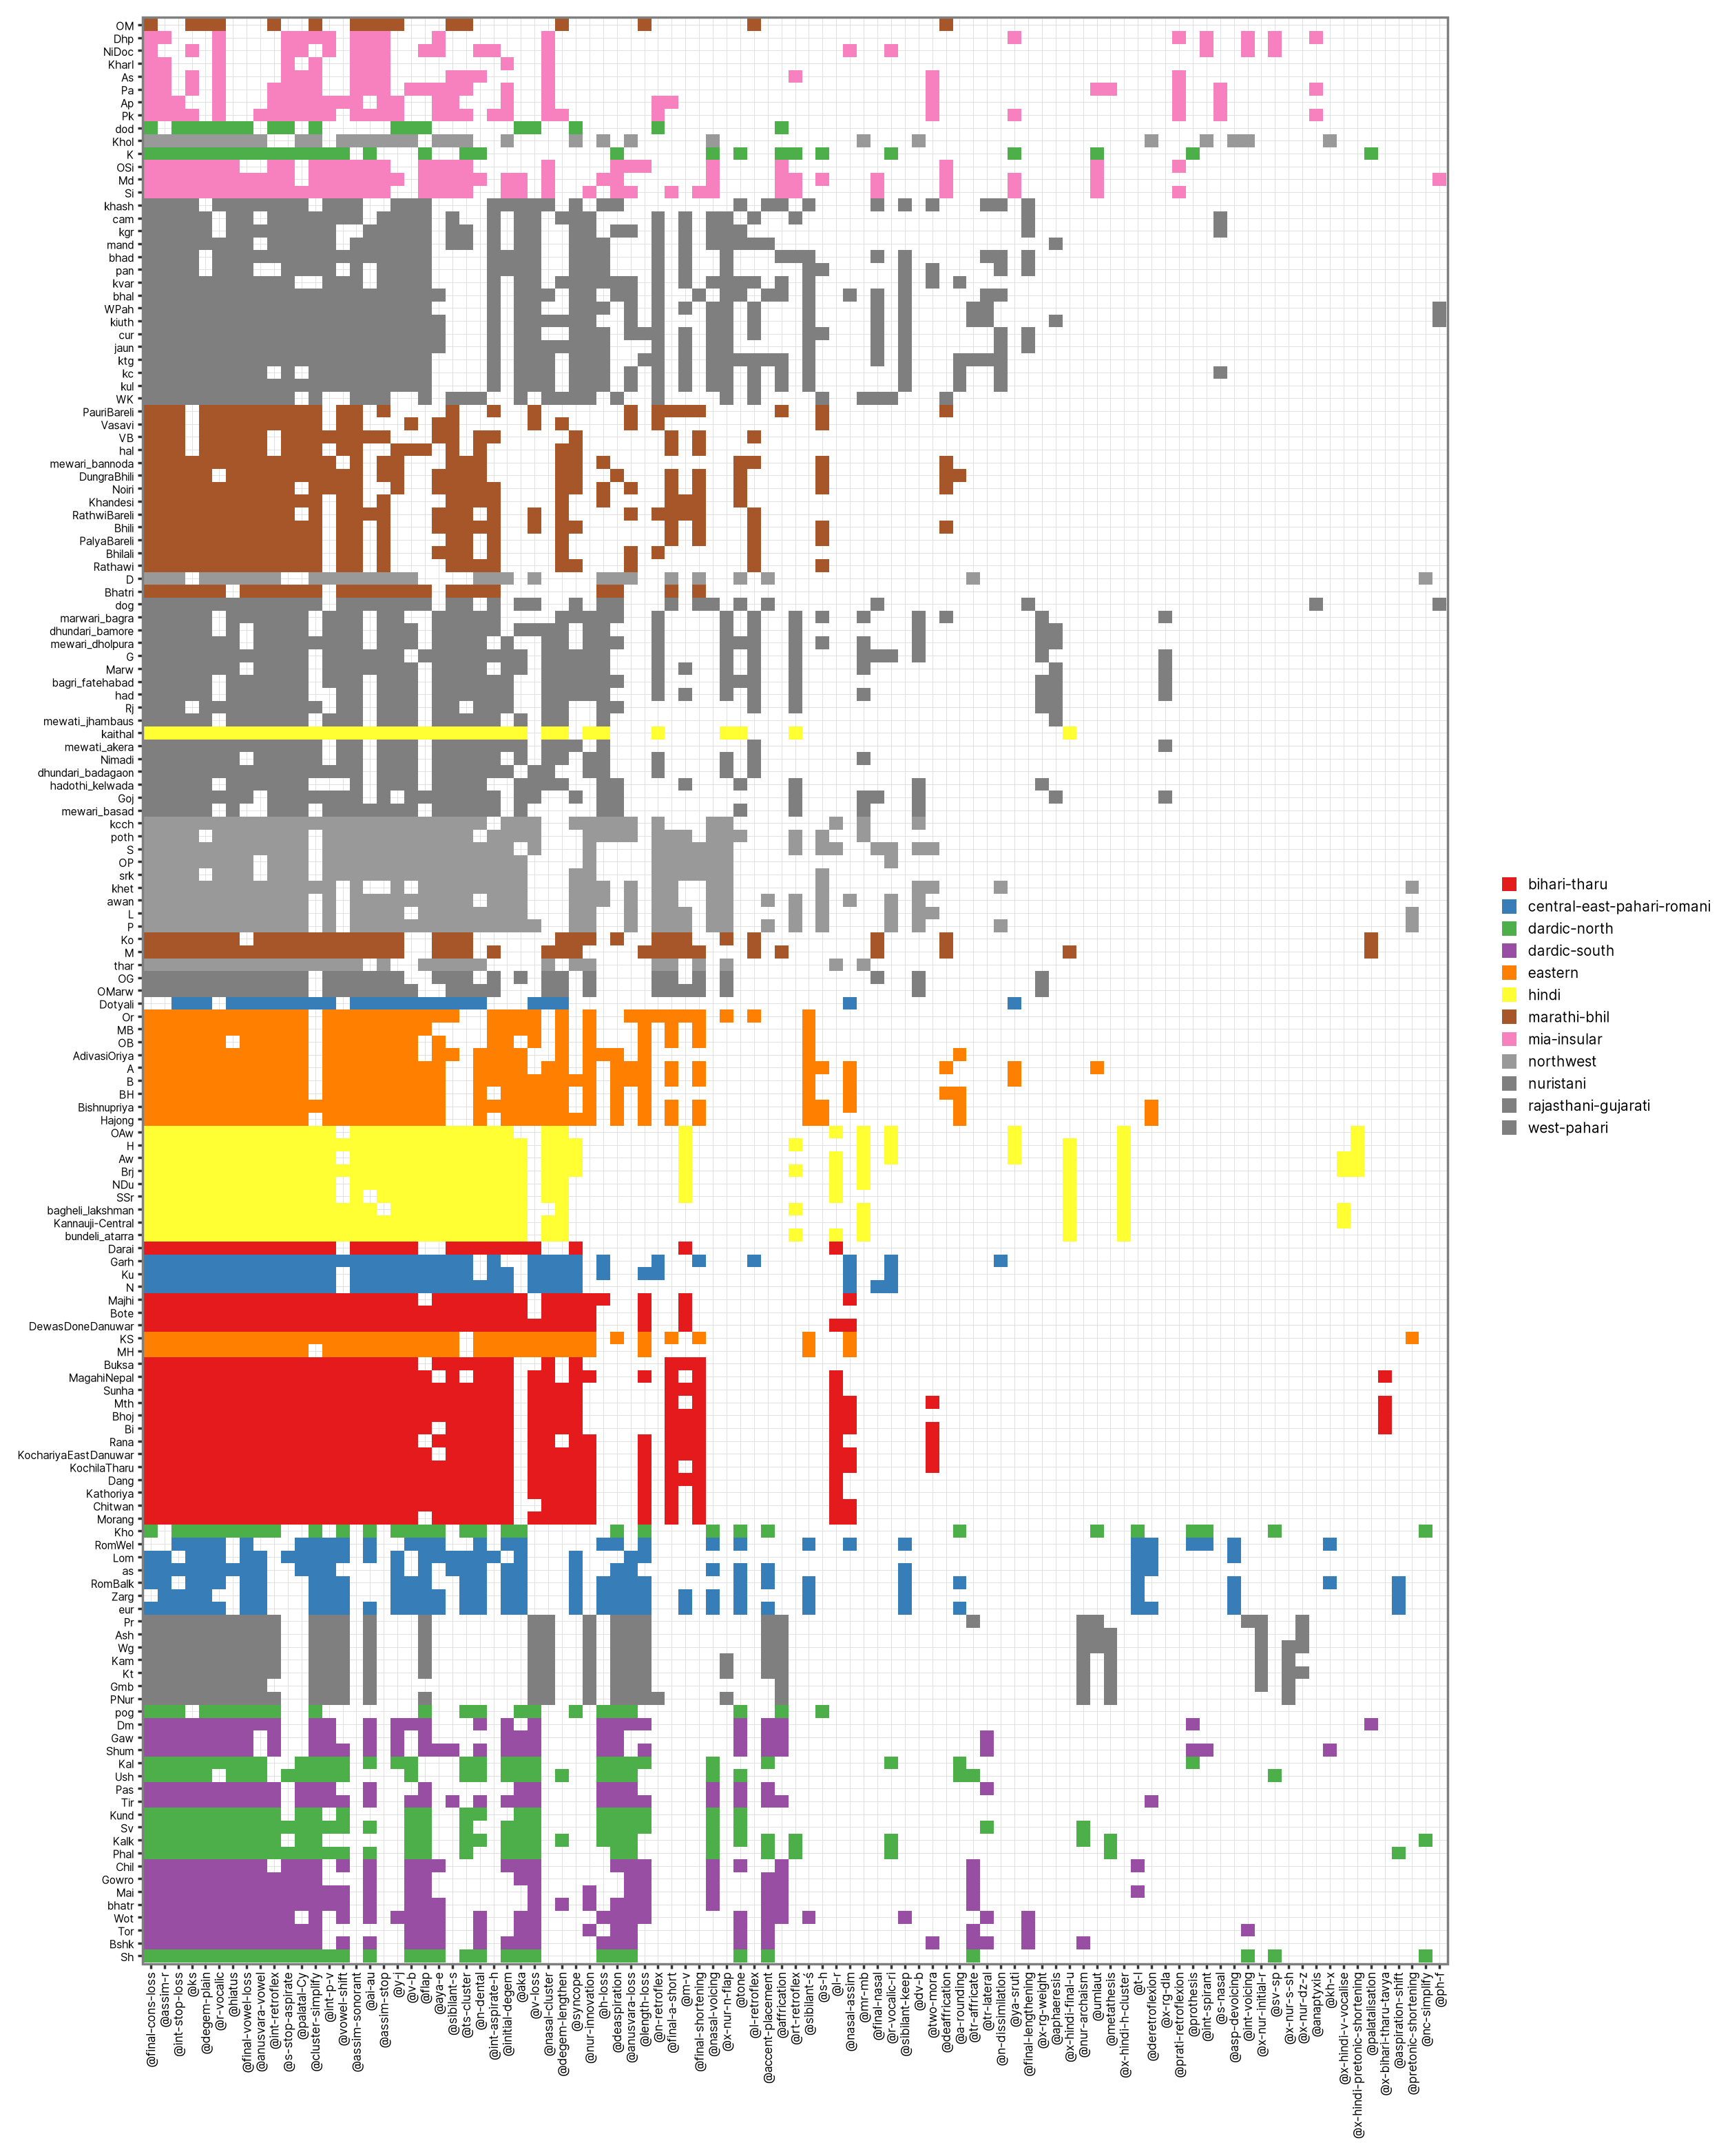 OM
Dhp
NiDoc
KharI
As
Pa
Ap
Pk
dod
Khol
K
OSi
Md
Si
khash
cam
kgr
mand
bhad
pan
kvar
bhal
WPah
kiuth
cur
jaun
ktg
kc
kul
WK
PauriBareli
Vasavi
VB
hal
mewari_bannoda
DungraBhili
Noiri
Khandesi
RathwiBareli
Bhili
PalyaBareli
Bhilali
Rathawi
D
Bhatri
dog
marwari_bagra
dhundari_bamore
mewari_dholpura
G
Marw
bagri_fatehabad
had
Rj
mewati_jhambaus
kaithal
mewati_akera
Nimadi
dhundari_badagaon
hadothi_kelwada
Goj
mewari_basad
kcch
poth
S
OP
srk
khet
awan
L
P
Ko
M
thar
OG
OMarw
Dotyali
Or
MB
OB
AdivasiOriya
A
B
BH
Bishnupriya
Hajong
OAw
H
Aw
Brj
NDu
SSr
bagheli_lakshman
Kannauji-Central
bundeli_atarra
Darai
Garh
Ku
N
Majhi
Bote
DewasDoneDanuwar
KS
MH
Buksa
MagahiNepal
Sunha
Mth
Bhoj
Bi
Rana
KochariyaEastDanuwar
KochilaTharu
Dang
Kathoriya
Chitwan
Morang
Kho
RomWel
Lom
as
RomBalk
Zarg
eur
Pr
Ash
Wg
Kam
Kt
Gmb
PNur
pog
Dm
Gaw
Shum
Kal
Ush
Pas
Tir
Kund
Sv
Kalk
Phal
Chil
Gowro
Mai
bhatr
Wot
Tor
Bshk
Sh
@final-cons-loss
@assim-r
@int-stop-loss
@ks
@degem-plain
@r-vocalic
@hiatus
@final-vowel-loss
@anusvara-vowel
@int-retroflex
@s-stop-aspirate
@palatal-Cy
@cluster-simplify
@int-p-v
@vowel-shift
@assim-sonorant
@ai-au
@assim-stop
@y-j
@v-b
@flap
@aya-e
@sibilant-s
@ts-cluster
@n-dental
@int-aspirate-h
@initial-degem
@aka
@v-loss
@nasal-cluster
@degem-lengthen
@syncope
@nur-innovation
@h-loss
@deaspiration
@anusvara-loss
@length-loss
@n-retroflex
@final-a-short
@m-v
@final-shortening
@nasal-voicing
@x-nur-n-flap
@tone
@l-retroflex
@accent-placement
@affrication
@rt-retroflex
@sibilant-ś
@s-h
@l-r
@nasal-assim
@mr-mb
@final-nasal
@r-vocalic-ri
@sibilant-keep
@dv-b
@two-mora
@deaffrication
@a-rounding
@tr-affricate
@tr-lateral
@n-dissimilation
@ya-sruti
@final-lengthening
@x-rg-weight
@aphaeresis
@x-hindi-final-u
@nur-archaism
@umlaut
@metathesis
@x-hindi-h-cluster
@t-l
@deretroflexion
@x-rg-dla
@prati-retroflexion
@prothesis
@int-spirant
@s-nasal
@asp-devoicing
@int-voicing
@x-nur-initial-r
@sv-sp
@x-nur-s-sh
@x-nur-dz-z
@anaptyxis
@kh-x
@x-hindi-v-vocalise
@x-hindi-pretonic-shortening
@palatalisation
@x-bihari-tharu-tavya
@aspiration-shift
@pretonic-shortening
@nc-simplify
@ph-f
bihari-tharu
central-east-pahari-romani
dardic-north
dardic-south
eastern
hindi
marathi-bhil
mia-insular
northwest
nuristani
rajasthani-gujarati
west-pahari